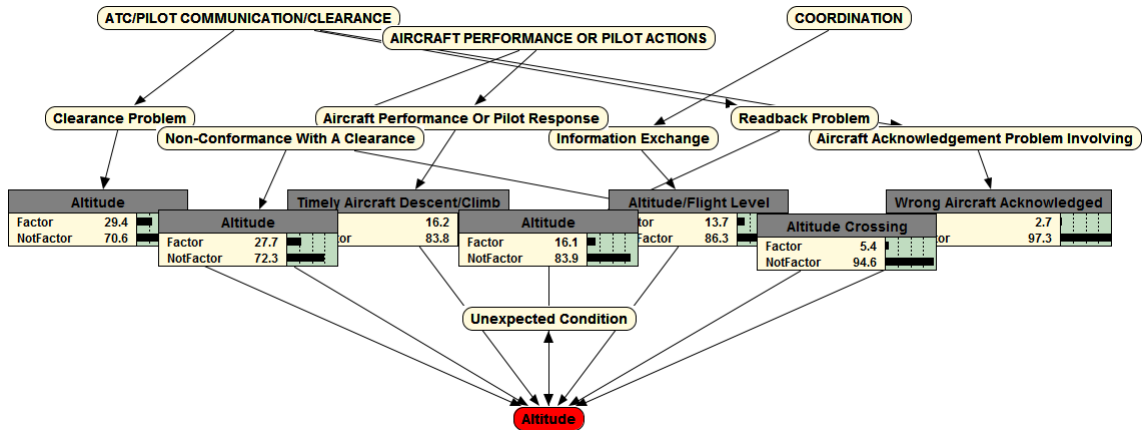 ATC/PILOT COMMUNICATION/CLEARANCE
COORDINATION
AIRCRAFT PERFORMANCE OR PILOT ACTIONS
Clearance Problem
Aircraft Performance Or Pilot Response
Readback Problem
Non-Conformance With A Clearance
Information Exchange
Aircraft Acknowledgement Problem Involving
Altitude
Factor 29.4
NotFactor 70.6
Altitude
Factor 27.7
NotFactor 72.3
Timely Aircraft Descent/Climb
16.2
83.8
Altitude
Factor 16.1
NotFactor 83.9
Altitude/Flight Level
13.7
Factor 86.3
Altitude Crossing
Factor 5.4
NotFactor 94.6
Wrong Aircraft Acknowledged
2.7
97.3
Unexpected Condition
Altitude